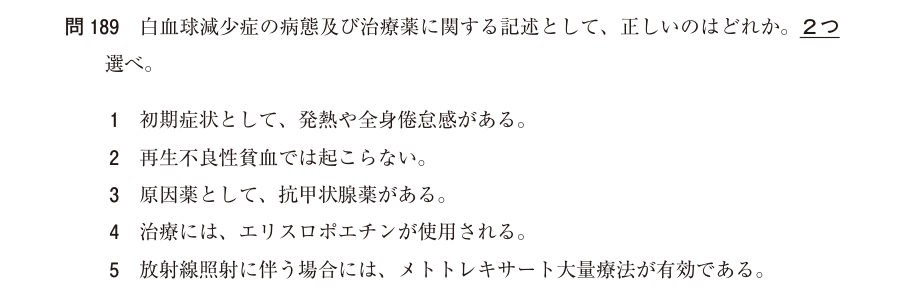 問 189　白血球減少症の病態及び治療薬に関する記述として、正しいのはどれか。２つ
選べ。
1　初期症状として、発熱や全身倦怠感がある。
2　再生不良性貧血では起こらない。
3　原因薬として、抗甲状腺薬がある。
4　治療には、エリスロポエチンが使用される。
5　放射線照射に伴う場合には、メトトレキサート大量療法が有効である。